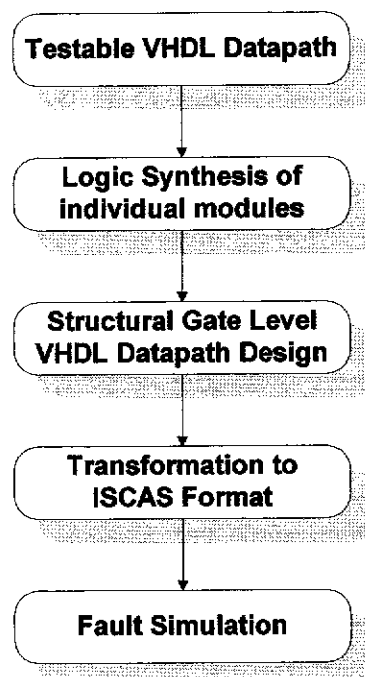 Testable VHDL Datapath
Logic Synthesis of
individual modules
Structural Gate Level
VHDL Datapath Design
Transformation to
ISCAS Format
Fault Simulation